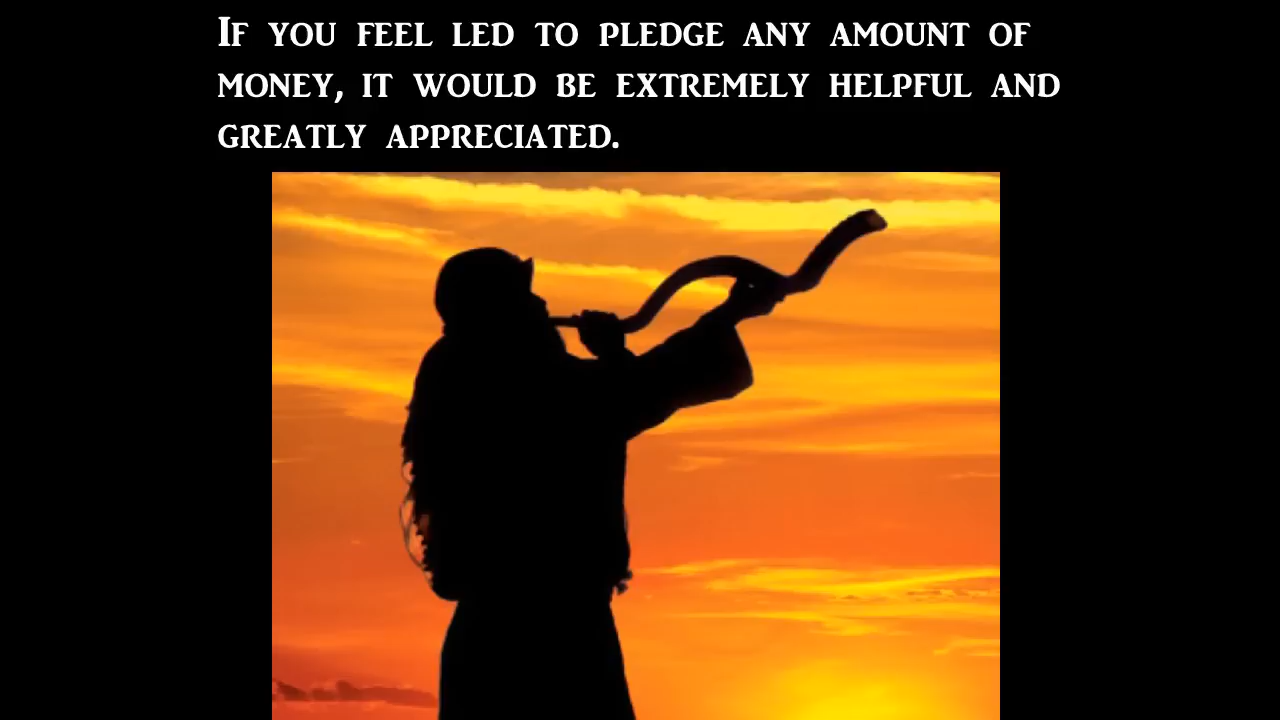 If you feel led to pledge any amount of
money, it would be extremely helpful and
greatly appreciated.